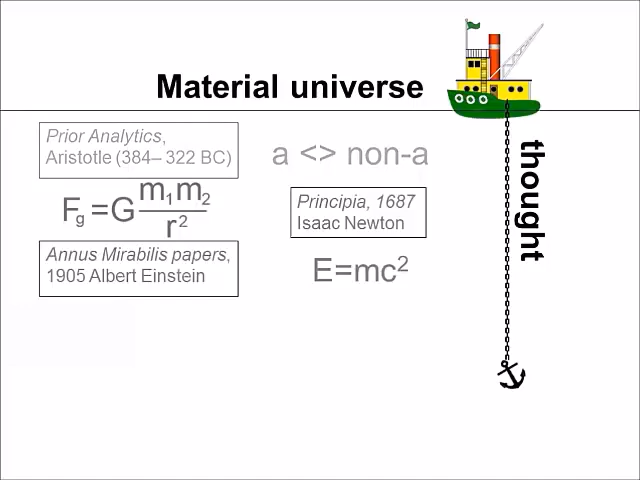 Material universe
Prior Analytics,
Aristotle (384– 322 BC)
a <> non-a
F_g=G m₁m₂/r²
Principia, 1687
Isaac Newton
Annus Mirabilis papers,
1905 Albert Einstein
E=mc²
thought